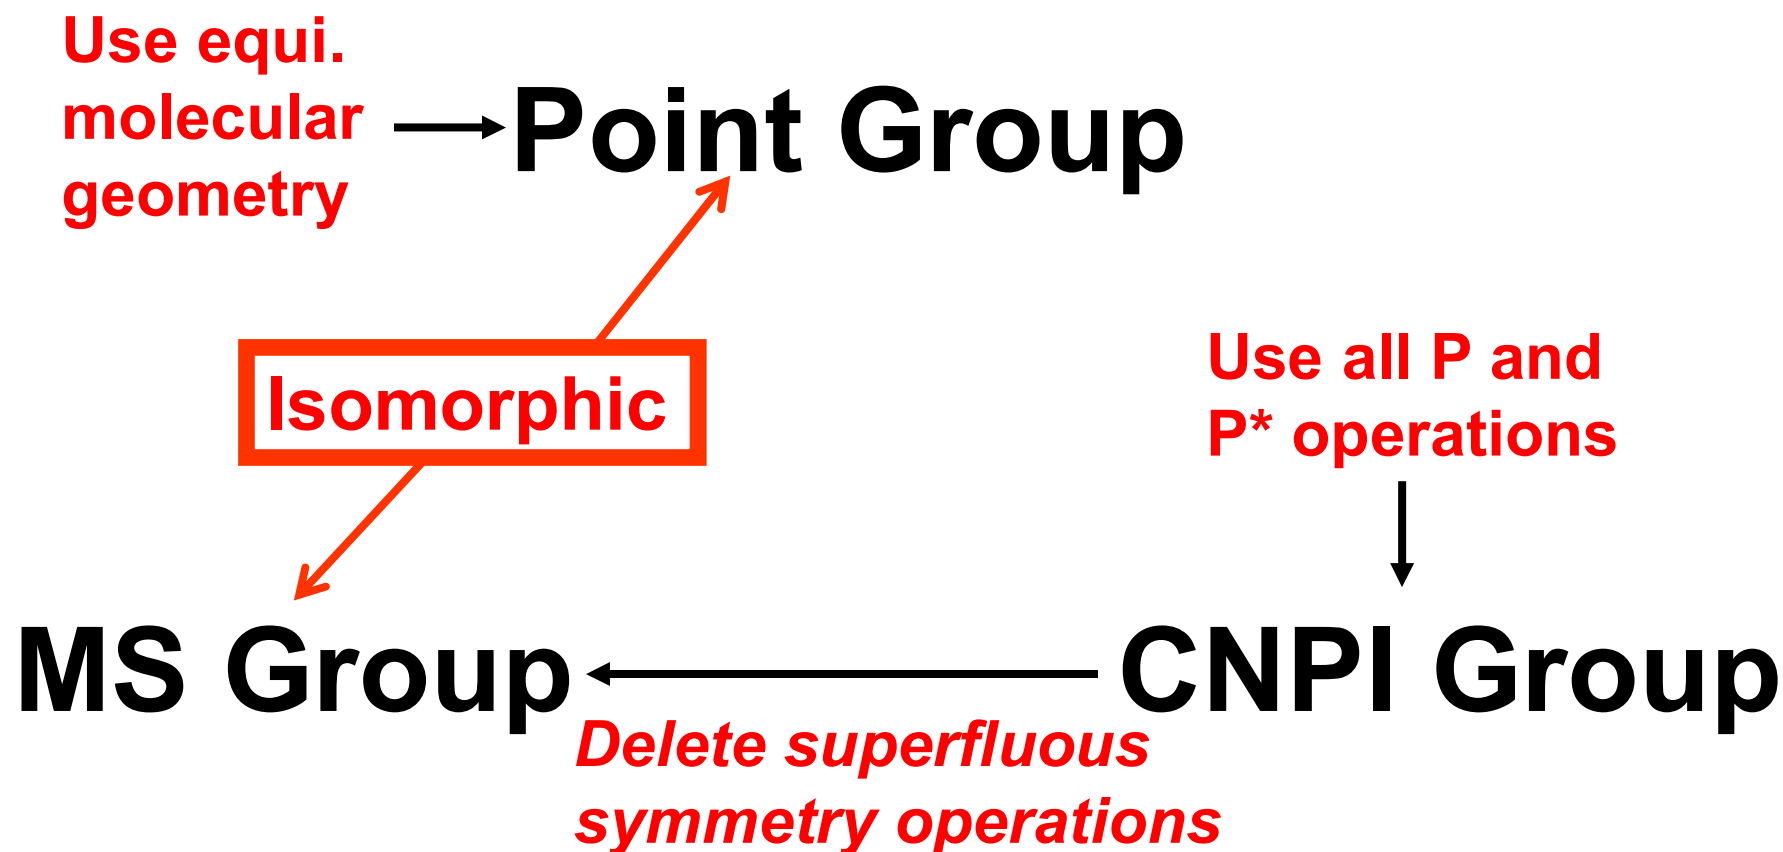 Use equi.
molecular
geometry
Point Group
Isomorphic
Use all P and
P* operations
MS Group
CNPI Group
Delete superfluous
symmetry operations